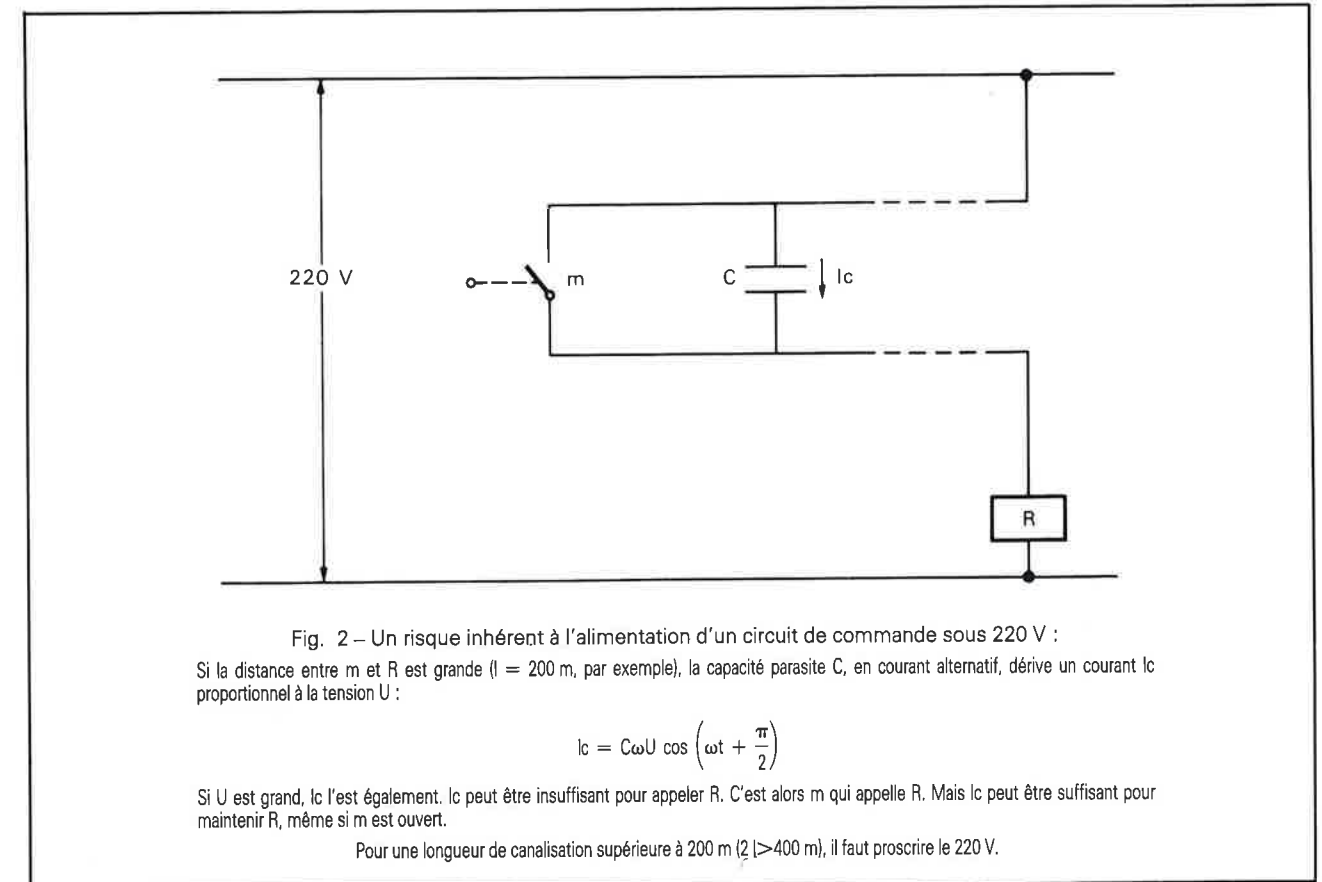 220 V
m
C
Ic
R
Fig. 2 – Un risque inhérent à l'alimentation d'un circuit de commande sous 220 V :
Si la distance entre m et R est grande (l = 200 m, par exemple), la capacité parasite C, en courant alternatif, dérive un courant Ic
proportionnel à la tension U :
Ic = CωU cos (ωt + π/2)
Si U est grand, Ic l'est également. Ic peut être insuffisant pour appeler R. C'est alors m qui appelle R. Mais Ic peut être suffisant pour
maintenir R, même si m est ouvert.
Pour une longueur de canalisation supérieure à 200 m (2 l>400 m), il faut proscrire le 220 V.